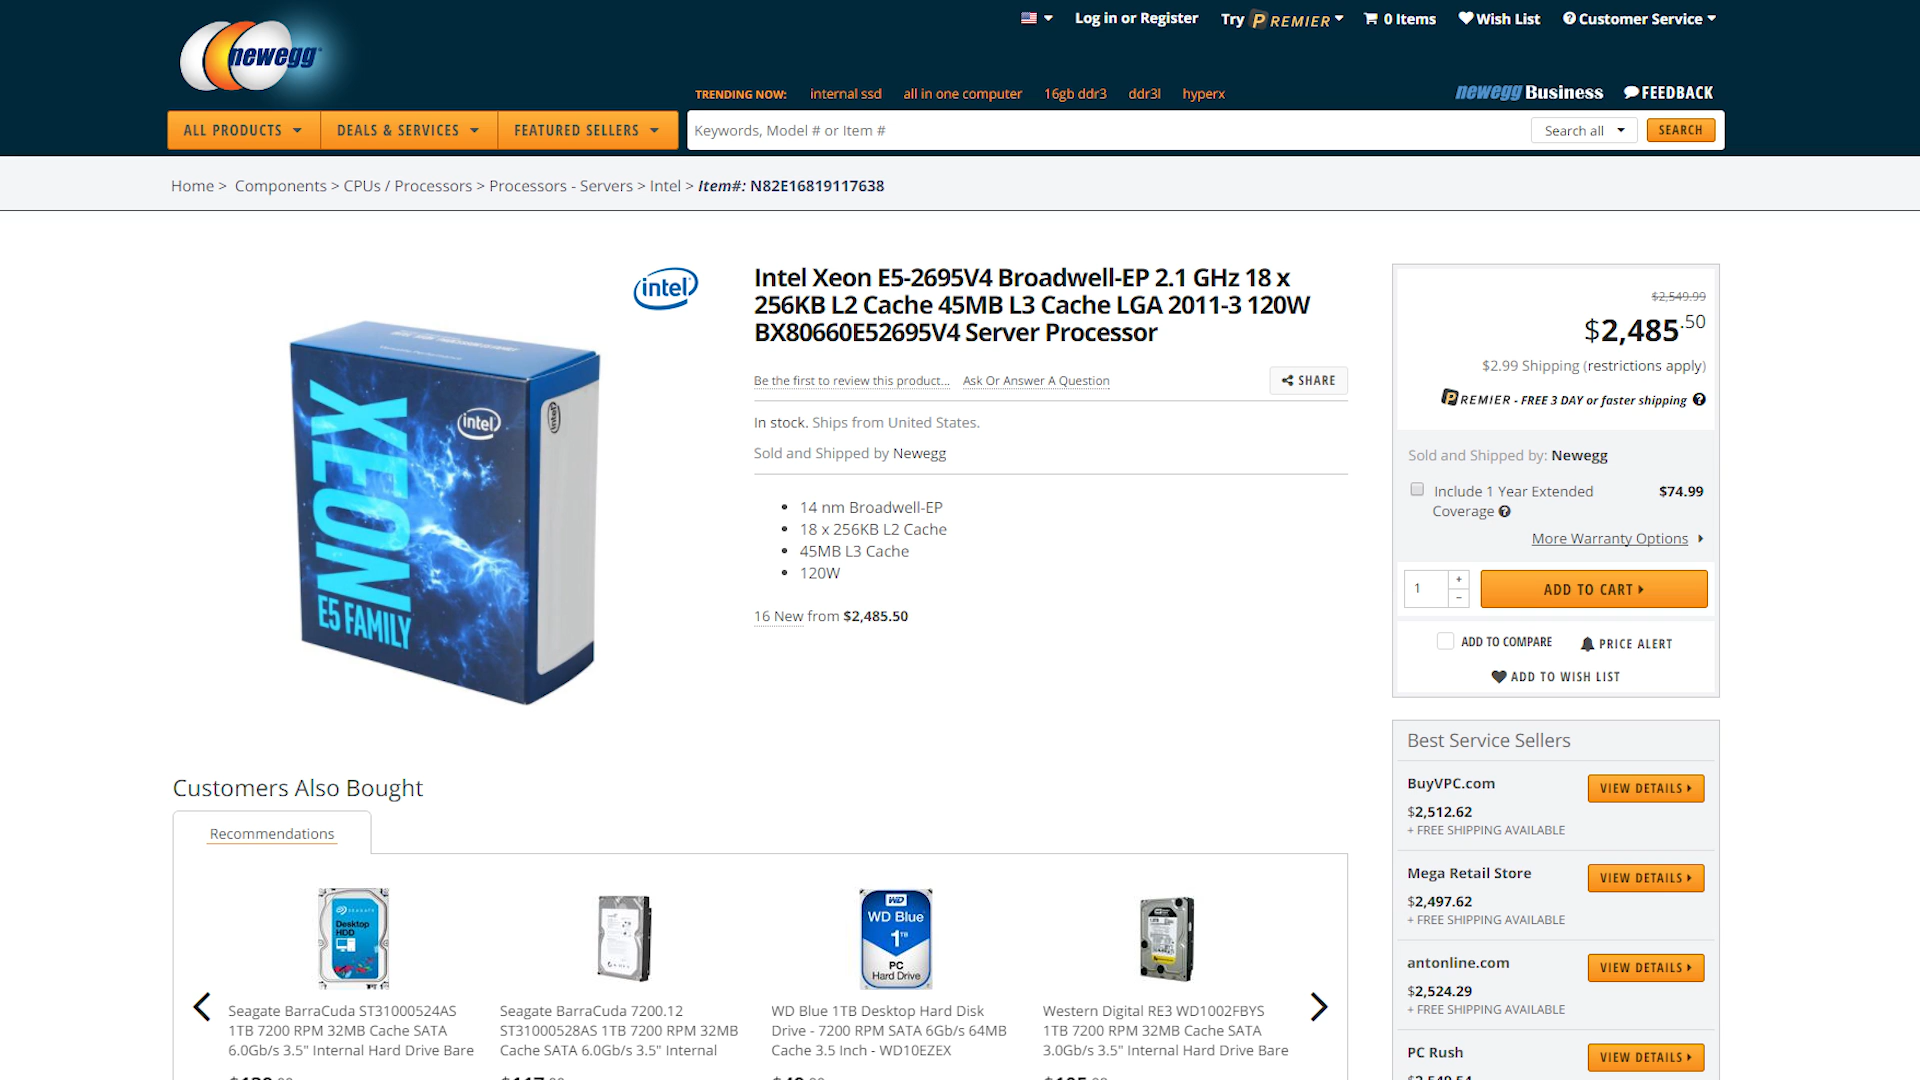 Log in or Register
Try PREMIER
0 Items
Wish List
Customer Service
newegg
TRENDING NOW: internal ssd all in one computer 16gb ddr3 ddr3l hyperx
newegg Business FEEDBACK
ALL PRODUCTS DEALS & SERVICES FEATURED SELLERS
Keywords, Model # or Item # Search all SEARCH
Home > Components > CPUs / Processors > Processors - Servers > Intel > Item#: N82E16819117638
intel
XEON
E5 FAMILY
intel
intel
Intel Xeon E5-2695V4 Broadwell-EP 2.1 GHz 18 x
256KB L2 Cache 45MB L3 Cache LGA 2011-3 120W
BX80660E52695V4 Server Processor
Be the first to review this product... Ask Or Answer A Question SHARE
In stock. Ships from United States.
Sold and Shipped by Newegg
14 nm Broadwell-EP
18 x 256KB L2 Cache
45MB L3 Cache
120W
16 New from $2,485.50
$2,549.99
$2,485.50
$2.99 Shipping (restrictions apply)
PREMIER - FREE 3 DAY or faster shipping
Sold and Shipped by: Newegg
Include 1 Year Extended $74.99
Coverage
More Warranty Options
1 + - ADD TO CART
ADD TO COMPARE PRICE ALERT
ADD TO WISH LIST
Best Service Sellers
BuyVPC.com VIEW DETAILS
$2,512.62
+ FREE SHIPPING AVAILABLE
Mega Retail Store VIEW DETAILS
$2,497.62
+ FREE SHIPPING AVAILABLE
antonline.com VIEW DETAILS
$2,524.29
+ FREE SHIPPING AVAILABLE
PC Rush VIEW DETAILS
Customers Also Bought
Recommendations
SEAGATE
Desktop
HDD
WD
WD Blue
1TB
PC
Hard Drive
Seagate BarraCuda ST31000524AS
1TB 7200 RPM 32MB Cache SATA
6.0Gb/s 3.5" Internal Hard Drive Bare
Seagate BarraCuda 7200.12
ST31000528AS 1TB 7200 RPM 32MB
Cache SATA 6.0Gb/s 3.5" Internal
WD Blue 1TB Desktop Hard Disk
Drive - 7200 RPM SATA 6Gb/s 64MB
Cache 3.5 Inch - WD10EZEX
Western Digital RE3 WD1002FBYS
1TB 7200 RPM 32MB Cache SATA
3.0Gb/s 3.5" Internal Hard Drive Bare